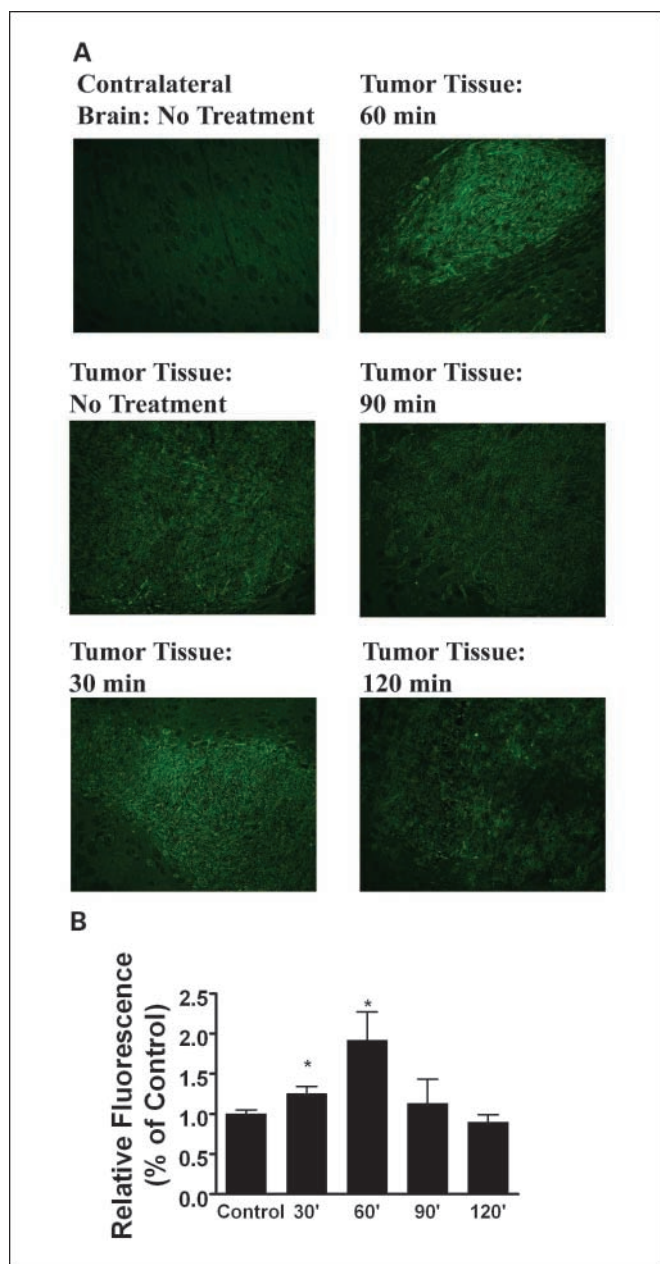 A
Contralateral
Brain: No Treatment
Tumor Tissue:
60 min
Tumor Tissue:
No Treatment
Tumor Tissue:
90 min
Tumor Tissue:
30 min
Tumor Tissue:
120 min
B
Relative Fluorescence
(% of Control)
2.5
2.0
1.5
1.0
0.5
0.0
*
*
Control 30' 60' 90' 120'